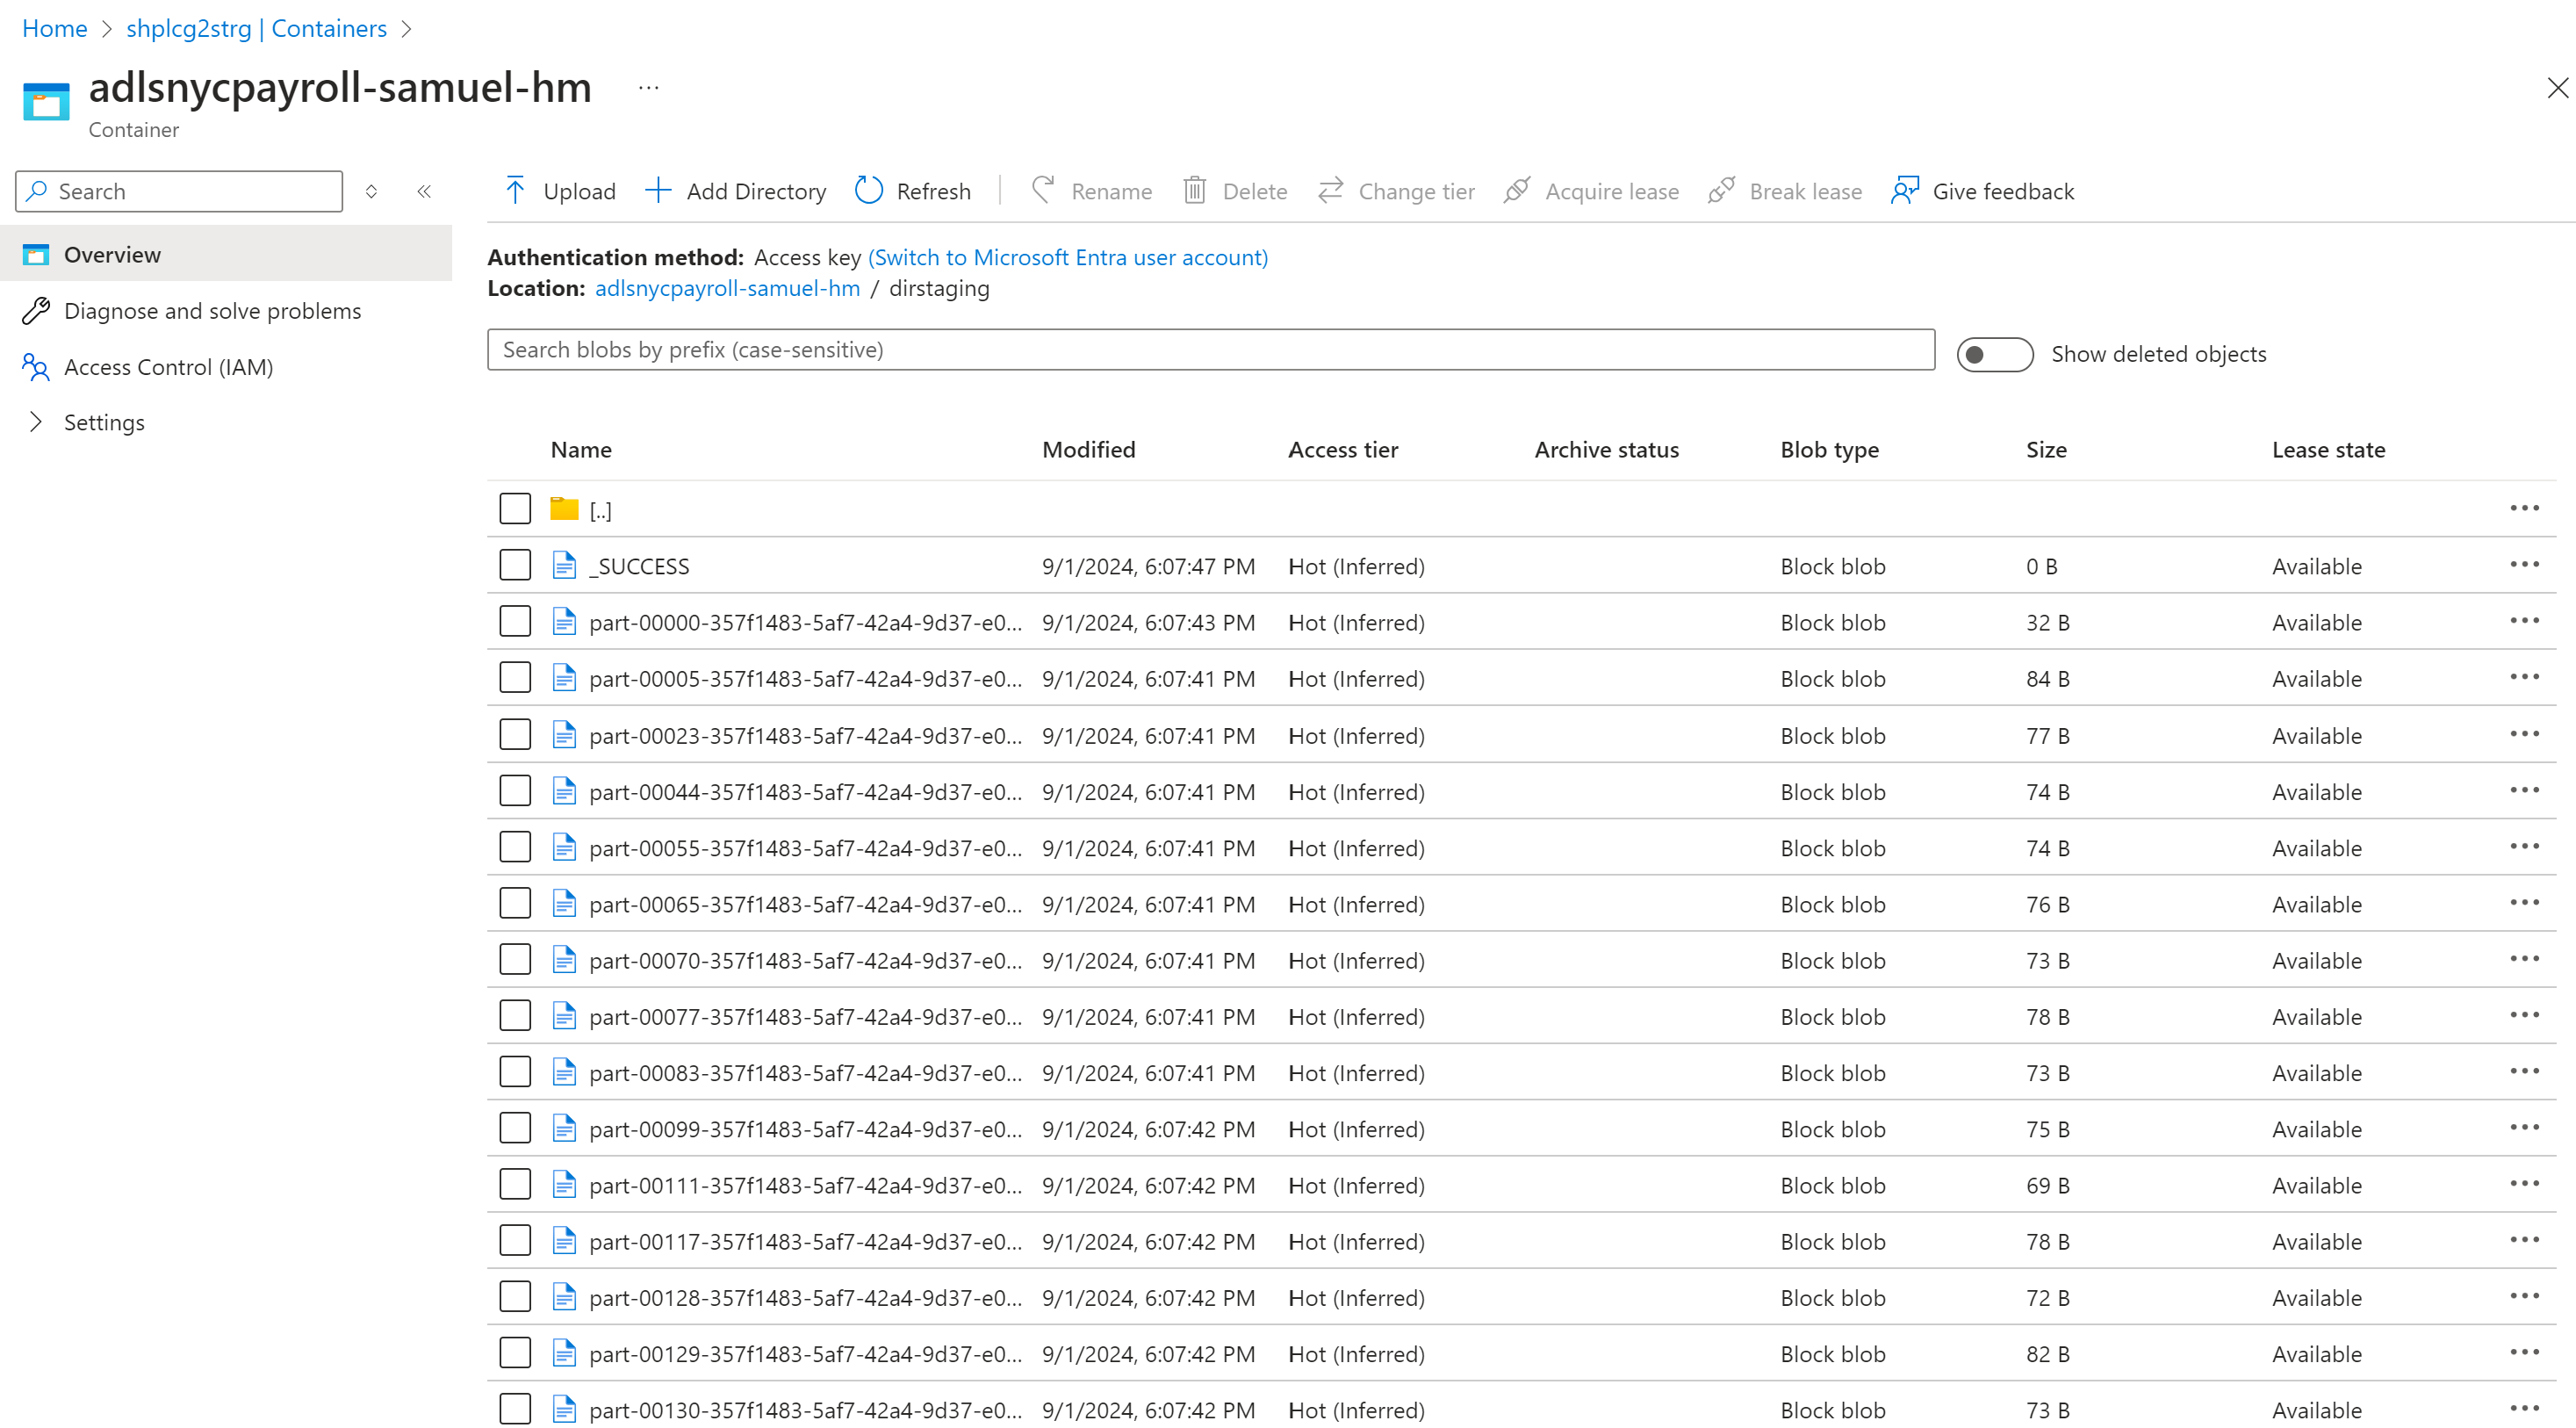 Home > shplcg2strg | Containers >
adlsnycpayroll-samuel-hm ...
Container
Search
Overview
Diagnose and solve problems
Access Control (IAM)
Settings
Upload Add Directory Refresh Rename Delete Change tier Acquire lease Break lease Give feedback
Authentication method: Access key (Switch to Microsoft Entra user account)
Location: adlsnycpayroll-samuel-hm / dirstaging
Search blobs by prefix (case-sensitive)
Show deleted objects
Name Modified Access tier Archive status Blob type Size Lease state
[..]
_SUCCESS 9/1/2024, 6:07:47 PM Hot (Inferred) Block blob 0 B Available
part-00000-357f1483-5af7-42a4-9d37-e0... 9/1/2024, 6:07:43 PM Hot (Inferred) Block blob 32 B Available
part-00005-357f1483-5af7-42a4-9d37-e0... 9/1/2024, 6:07:41 PM Hot (Inferred) Block blob 84 B Available
part-00023-357f1483-5af7-42a4-9d37-e0... 9/1/2024, 6:07:41 PM Hot (Inferred) Block blob 77 B Available
part-00044-357f1483-5af7-42a4-9d37-e0... 9/1/2024, 6:07:41 PM Hot (Inferred) Block blob 74 B Available
part-00055-357f1483-5af7-42a4-9d37-e0... 9/1/2024, 6:07:41 PM Hot (Inferred) Block blob 74 B Available
part-00065-357f1483-5af7-42a4-9d37-e0... 9/1/2024, 6:07:41 PM Hot (Inferred) Block blob 76 B Available
part-00070-357f1483-5af7-42a4-9d37-e0... 9/1/2024, 6:07:41 PM Hot (Inferred) Block blob 73 B Available
part-00077-357f1483-5af7-42a4-9d37-e0... 9/1/2024, 6:07:41 PM Hot (Inferred) Block blob 78 B Available
part-00083-357f1483-5af7-42a4-9d37-e0... 9/1/2024, 6:07:41 PM Hot (Inferred) Block blob 73 B Available
part-00099-357f1483-5af7-42a4-9d37-e0... 9/1/2024, 6:07:42 PM Hot (Inferred) Block blob 75 B Available
part-00111-357f1483-5af7-42a4-9d37-e0... 9/1/2024, 6:07:42 PM Hot (Inferred) Block blob 69 B Available
part-00117-357f1483-5af7-42a4-9d37-e0... 9/1/2024, 6:07:42 PM Hot (Inferred) Block blob 78 B Available
part-00128-357f1483-5af7-42a4-9d37-e0... 9/1/2024, 6:07:42 PM Hot (Inferred) Block blob 72 B Available
part-00129-357f1483-5af7-42a4-9d37-e0... 9/1/2024, 6:07:42 PM Hot (Inferred) Block blob 82 B Available
part-00130-357f1483-5af7-42a4-9d37-e0... 9/1/2024, 6:07:42 PM Hot (Inferred) Block blob 73 B Available